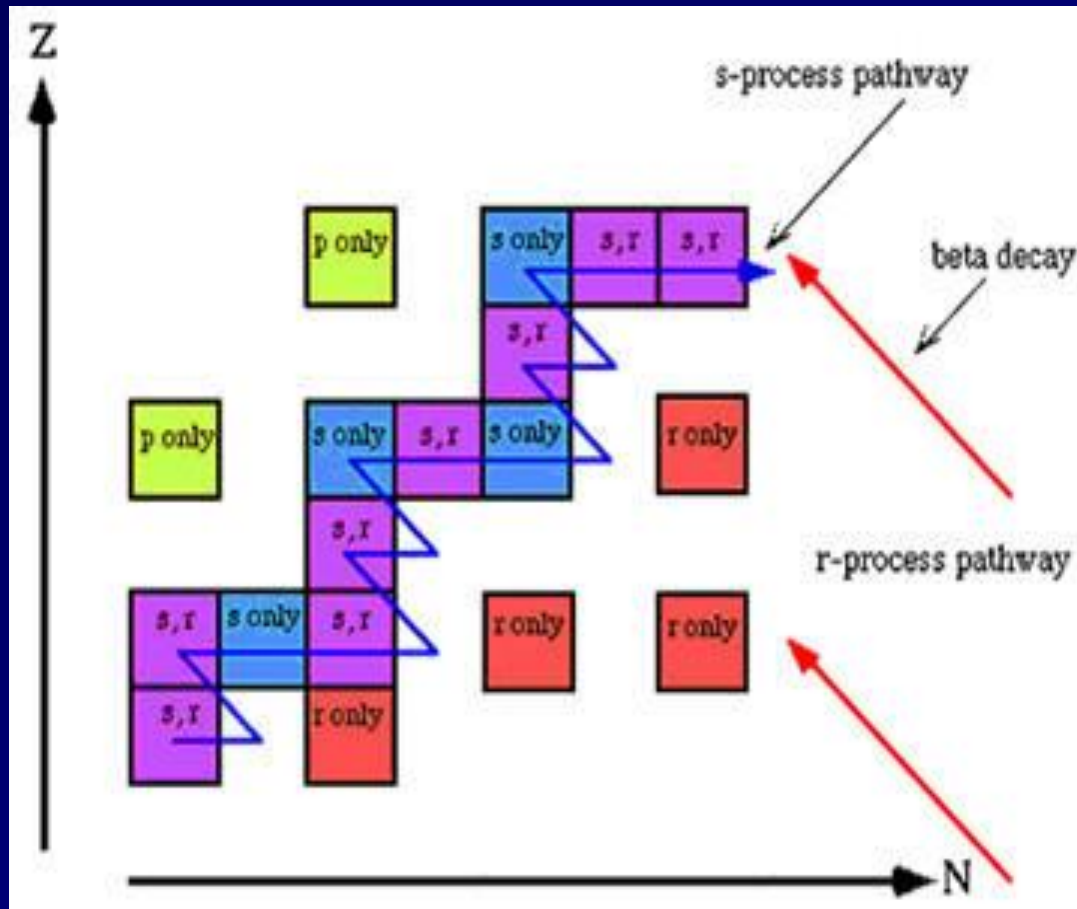 Z
s-process pathway
p only
s only
s,r
s,r
beta decay
s,r
p only
s only
s,r
s only
r only
s,r
r-process pathway
s,r
s only
s,r
r only
r only
s,r
r only
N